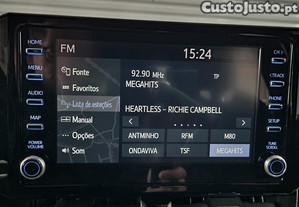 CustoJusto.pt
HOME
MENU
AUDIO
MAP
POWER
VOLUME
FM
15:24
Fonte
Favoritos
Lista de estações
Manual
Opções
Som
92.90 MHz
TP
MEGAHITS
HEARTLESS – RICHIE CAMPBELL
ANTMINHO
RFM
M80
ONDAVIVA
TSF
MEGAHITS
CH
TRACK
PHONE
SETUP
TUNE
SCROLL